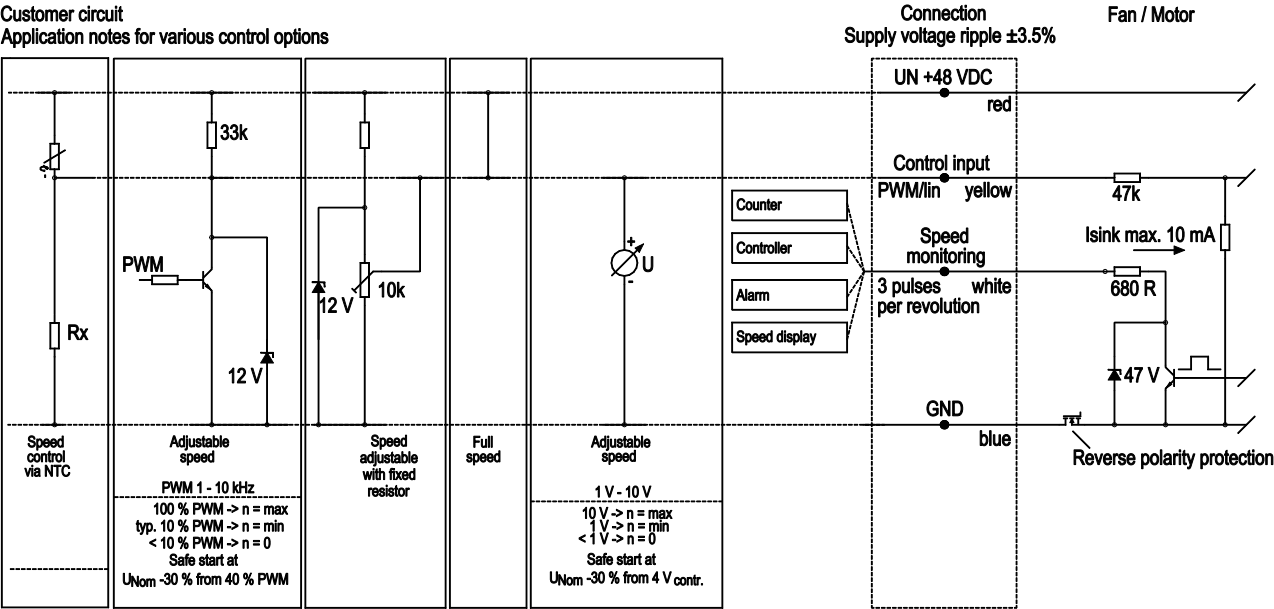 Customer circuit
Application notes for various control options
Connection
Supply voltage ripple ±3.5%
Fan / Motor
UN +48 VDC
red
33k
Control input
PWM/lin yellow
47k
Counter
Controller
Alarm
Speed display
Speed
monitoring
3 pulses white
per revolution
Isink max. 10 mA
680 R
PWM
Rx
12 V
12 V
10k
+
U
-
47 V
GND
blue
Reverse polarity protection
Speed
control
via NTC
Adjustable
speed
PWM 1 - 10 kHz
100 % PWM -> n = max
typ. 10 % PWM -> n = min
< 10 % PWM -> n = 0
Safe start at
UNom -30 % from 40 % PWM
Speed
adjustable
with fixed
resistor
Full
speed
Adjustable
speed
1 V - 10 V
10 V -> n = max
1 V -> n = min
< 1 V -> n = 0
Safe start at
UNom -30 % from 4 V contr.